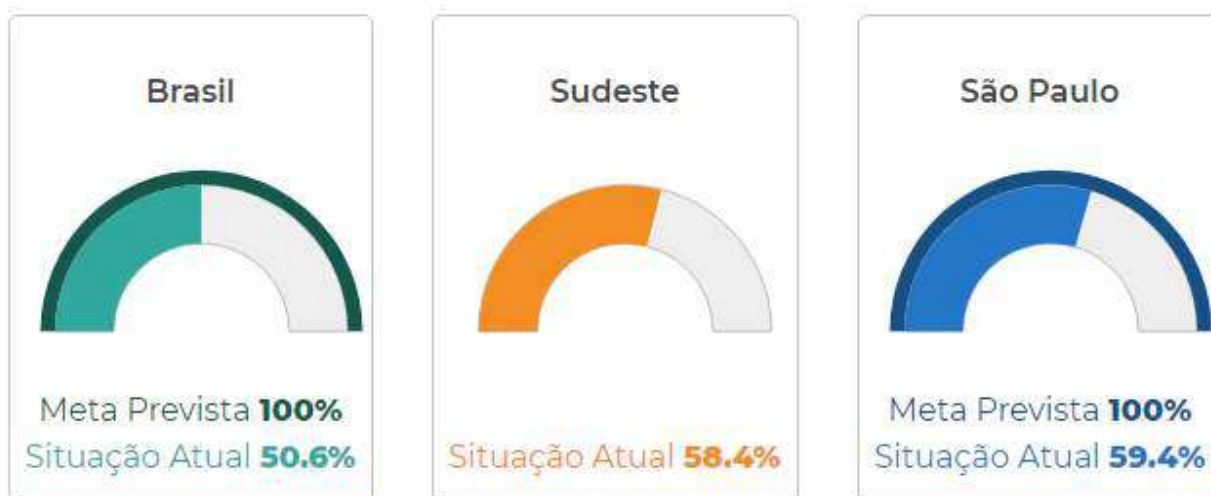 Brasil
Meta Prevista 100%
Situação Atual 50.6%
Sudeste
Situação Atual 58.4%
São Paulo
Meta Prevista 100%
Situação Atual 59.4%